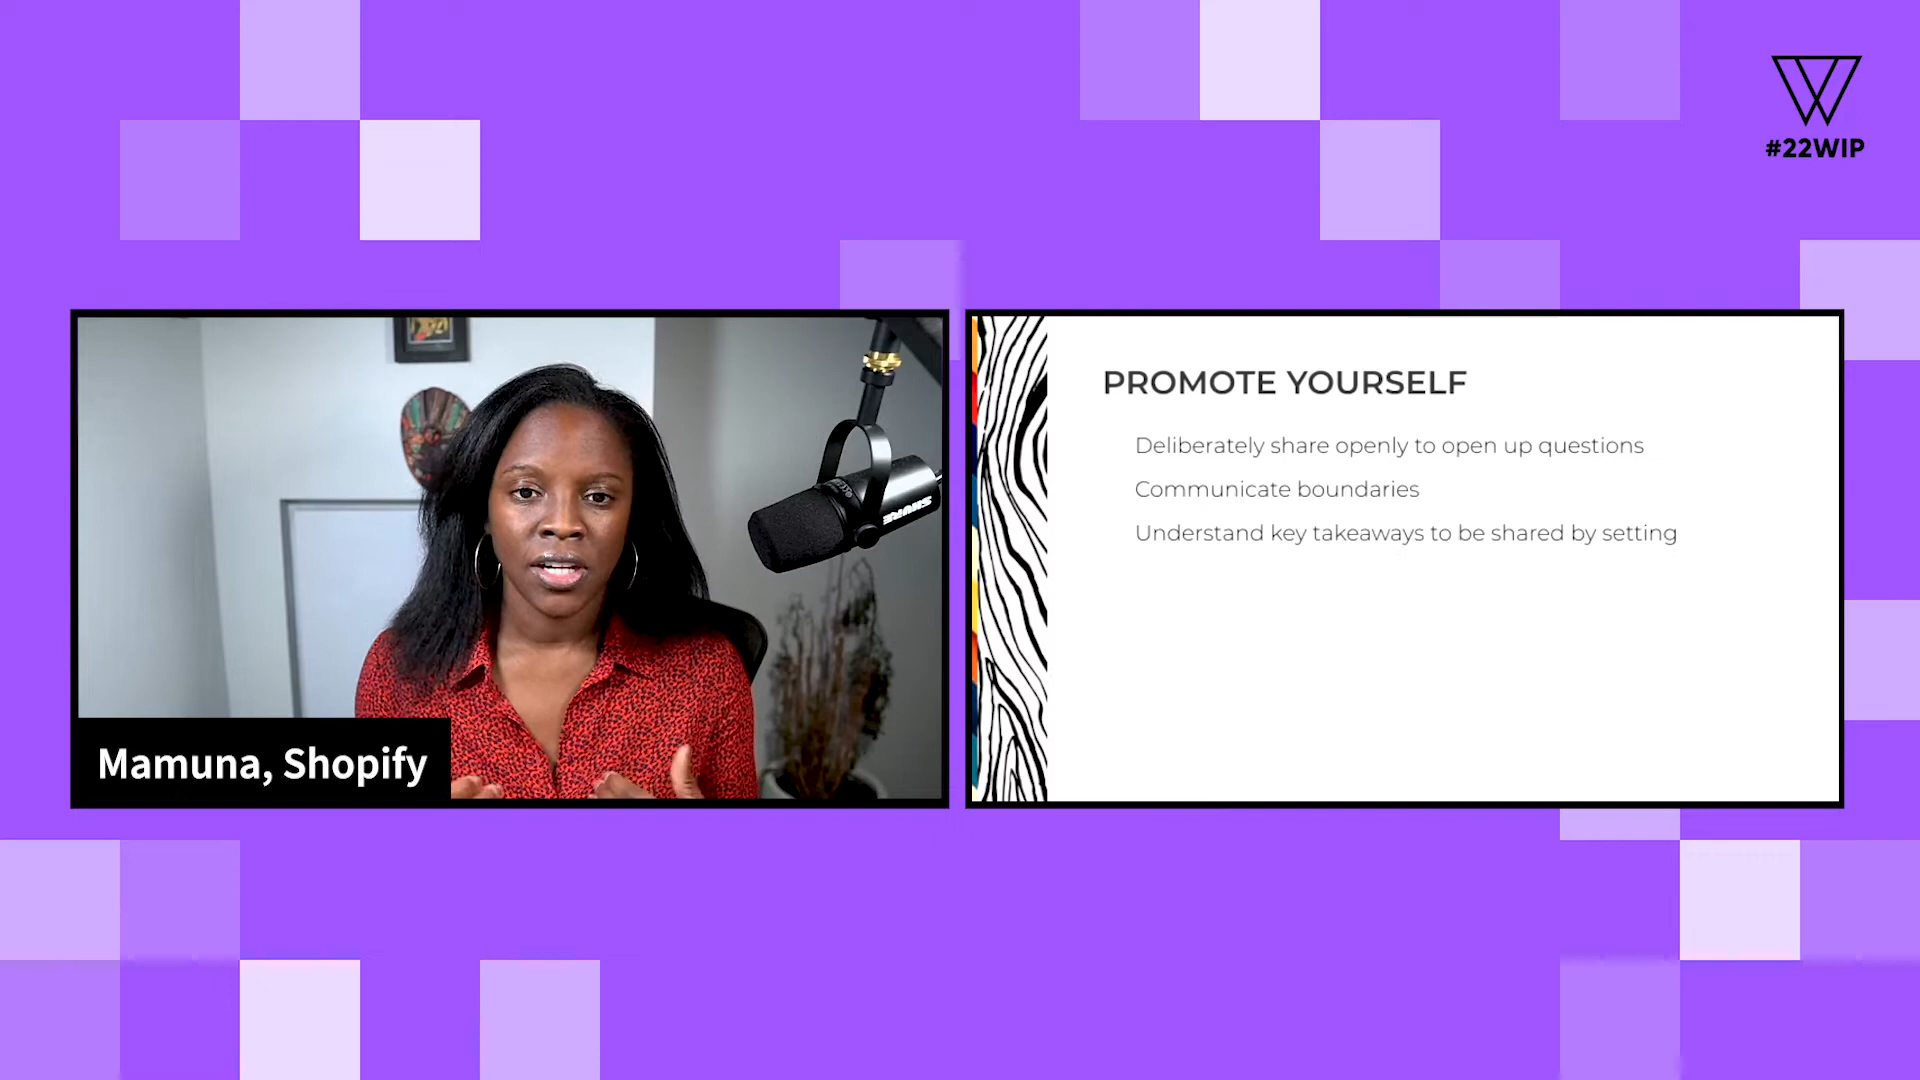 #22WIP
PROMOTE YOURSELF
Deliberately share openly to open up questions
Communicate boundaries
Understand key takeaways to be shared by setting
SHURE
Mamuna, Shopify